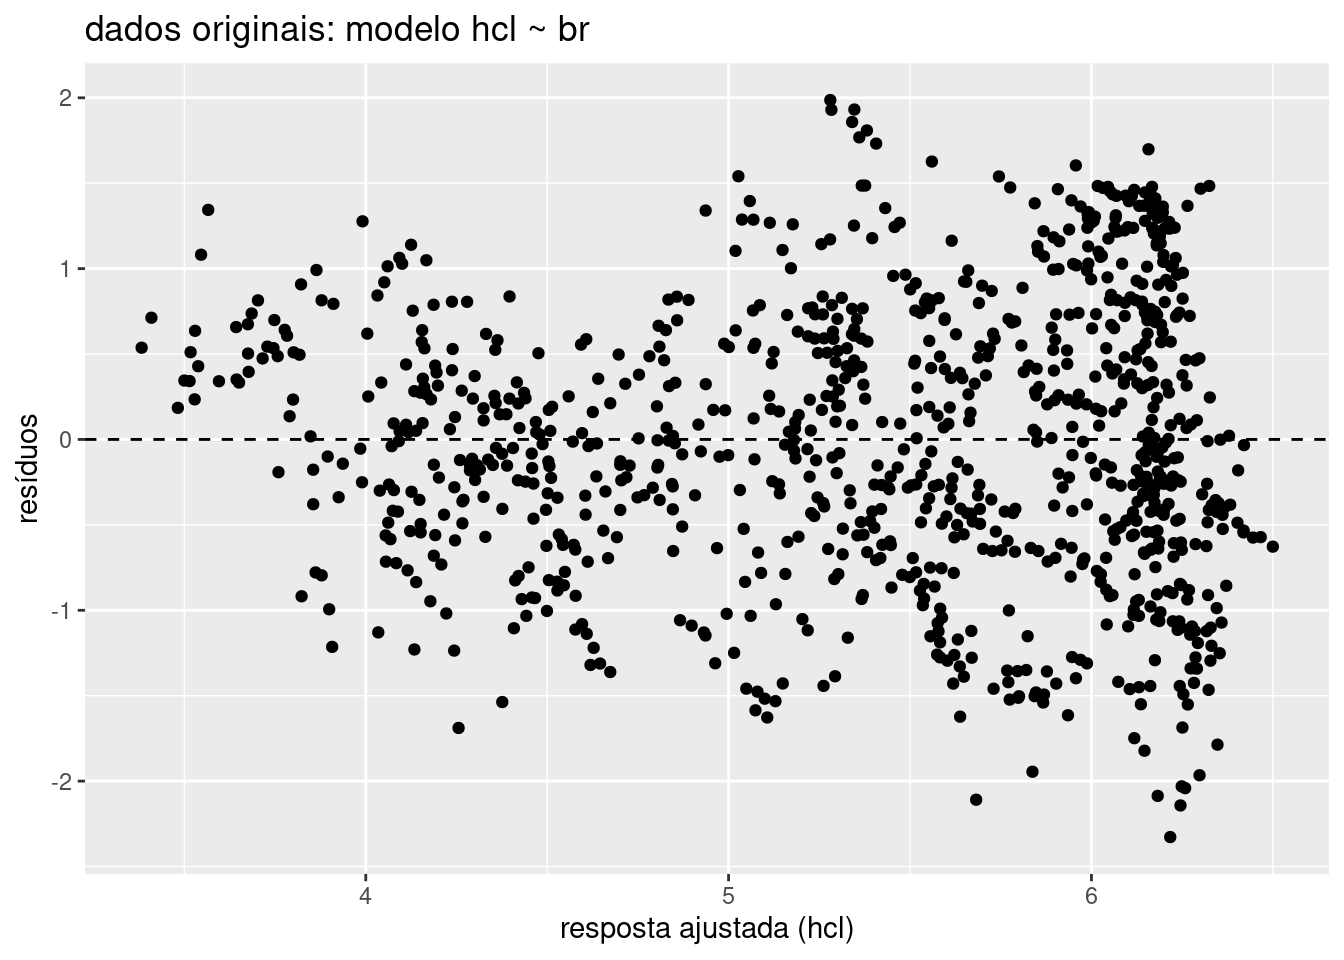 dados originais: modelo hcl ~ br
resíduos
2
1
0
-1
-2
4
5
6
resposta ajustada (hcl)